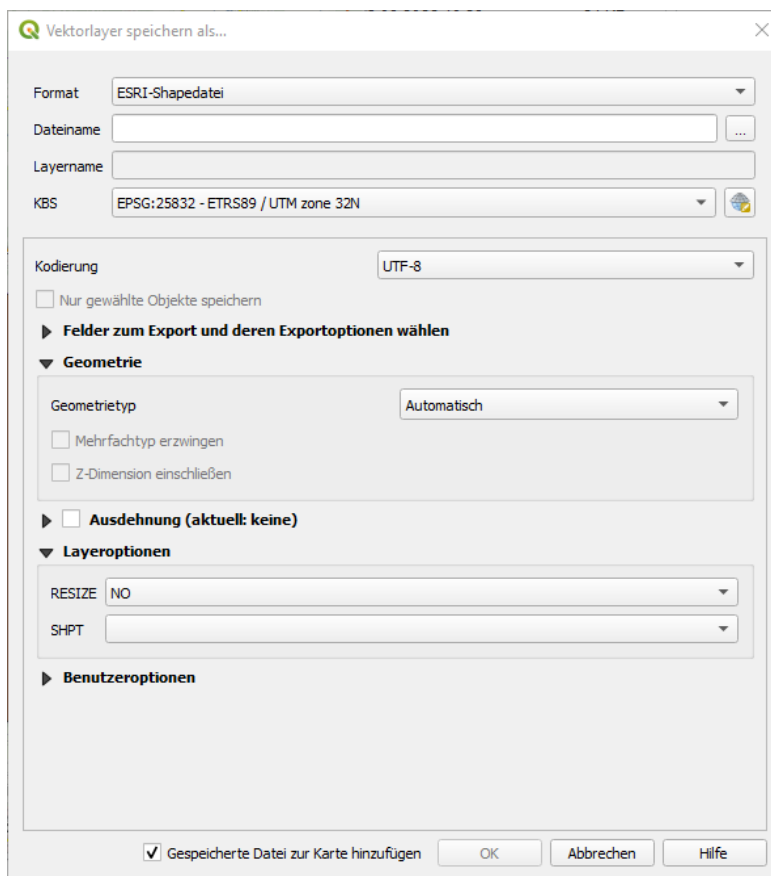 Vektorlayer speichern als...
Format ESRI-Shapedatei
Dateiname ...
Layername
KBS EPSG:25832 - ETRS89 / UTM zone 32N
Kodierung UTF-8
Nur gewählte Objekte speichern
Felder zum Export und deren Exportoptionen wählen
Geometrie
Geometrietyp Automatisch
Mehrfachtyp erzwingen
Z-Dimension einschließen
Ausdehnung (aktuell: keine)
Layeroptionen
RESIZE NO
SHPT
Benutzeroptionen
Gespeicherte Datei zur Karte hinzufügen OK Abbrechen Hilfe